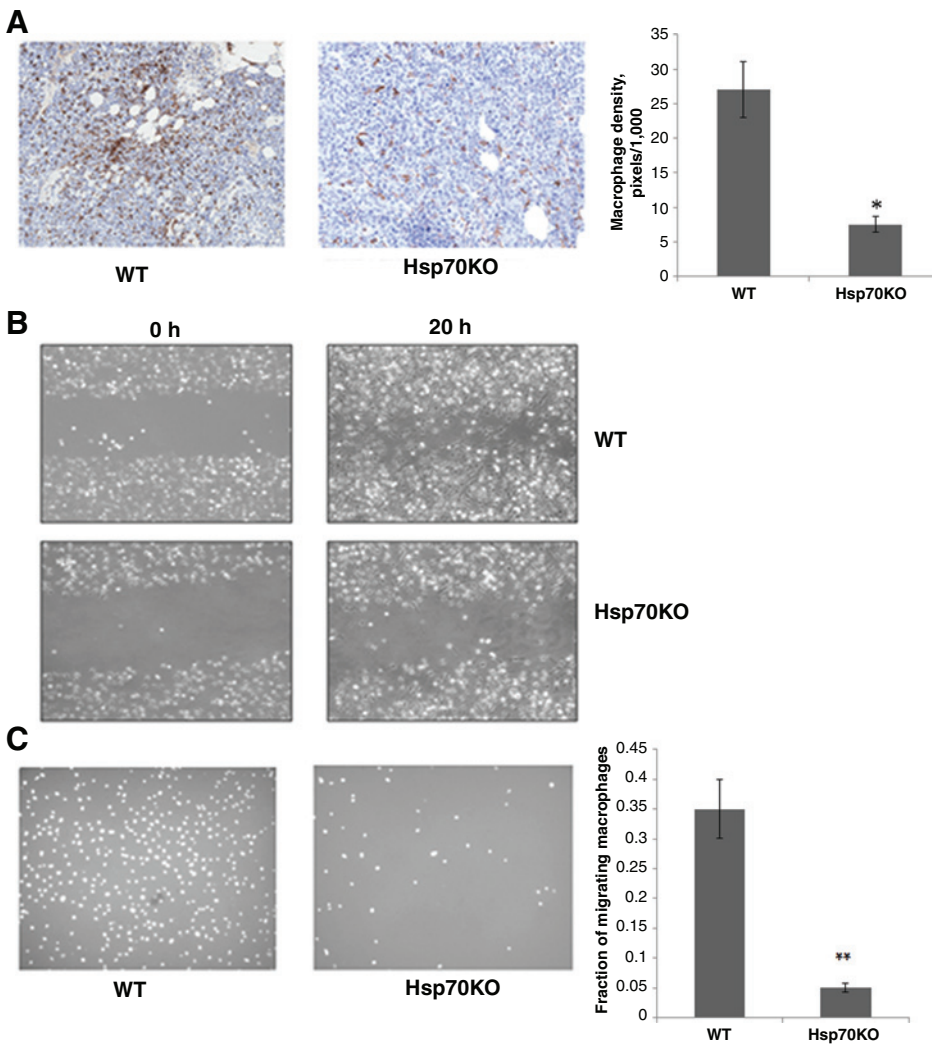 A
WT
Hsp70KO
Macrophage density,
pixels/1,000
35
30
25
20
15
10
5
0
*
WT
Hsp70KO
B
0 h
20 h
WT
Hsp70KO
C
WT
Hsp70KO
Fraction of migrating macrophages
0.45
0.4
0.35
0.3
0.25
0.2
0.15
0.1
0.05
0
**
WT
Hsp70KO